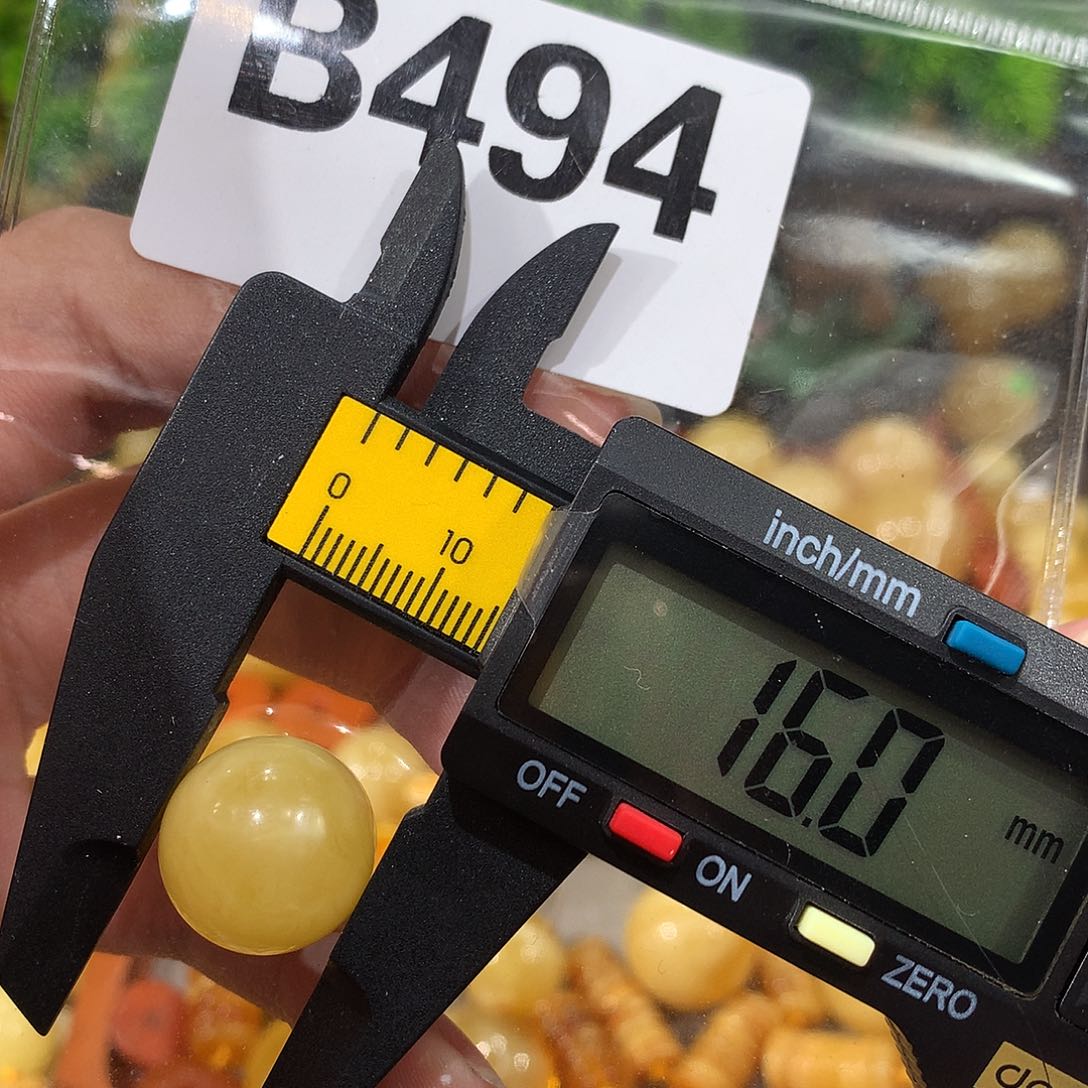 B494
0
10
inch/mm
16.0
mm
OFF
ON
ZERO